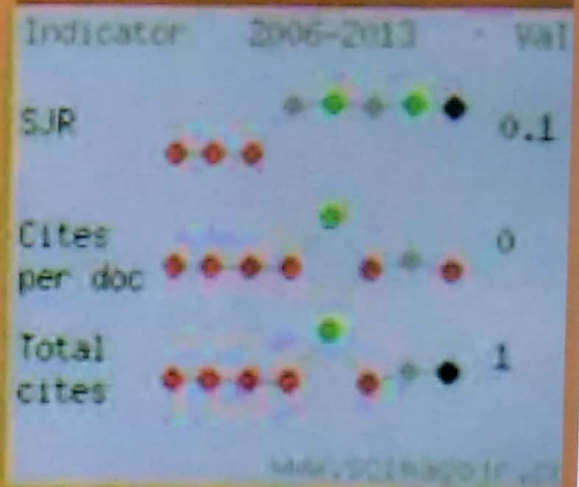 Indicator 2006-2013 Val
SJR 0.1
Cites
per doc 0
Total
cites 1